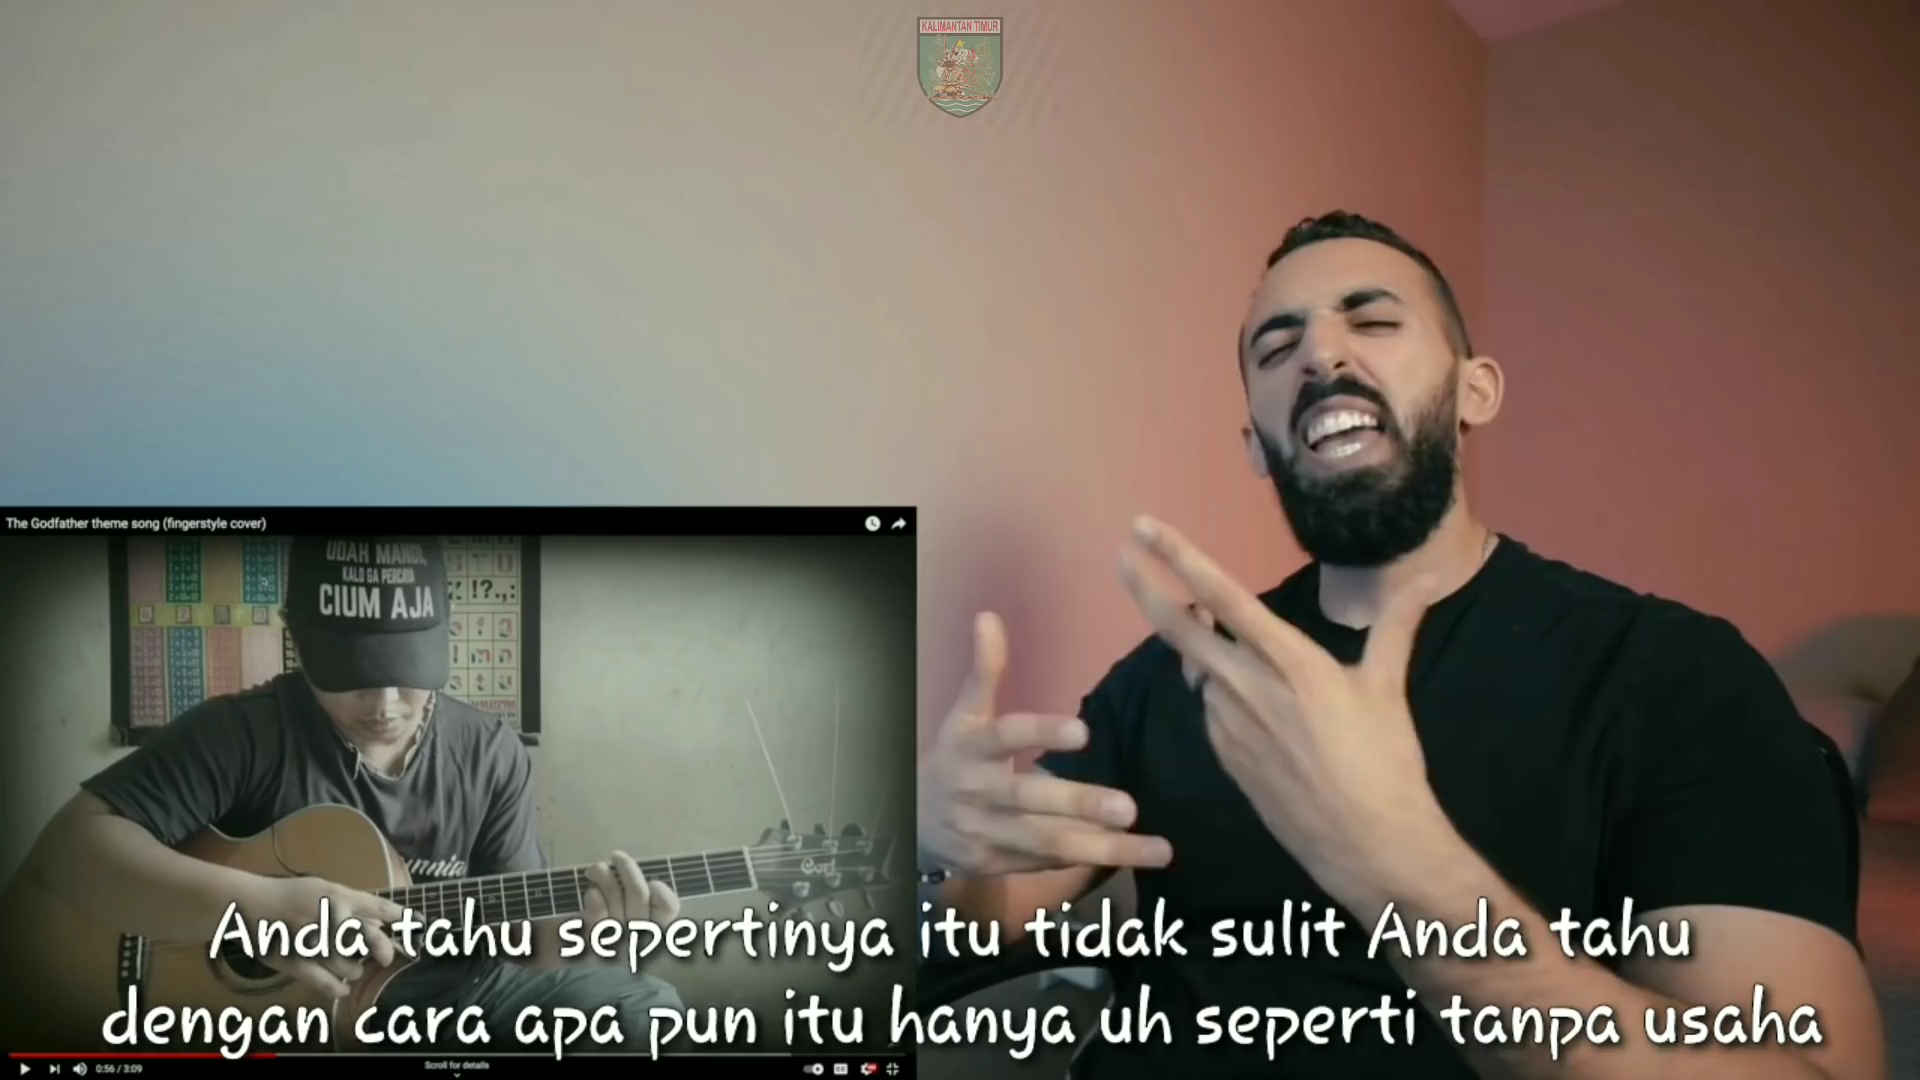 KALIMANTAN TIMUR
The Godfather theme song (fingerstyle cover)
UDAH MANDI,
KALO GA PERCAYA
CIUM AJA
!?.,:
Cort
Anda tahu sepertinya itu tidak sulit Anda tahu
dengan cara apa pun itu hanya uh seperti tanpa usaha
Scroll for details
0:56 / 3:09